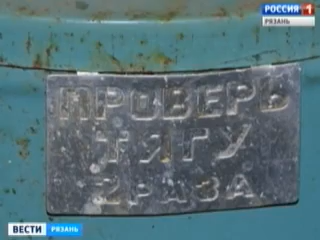 РОССИЯ 1
РЯЗАНЬ
ПРОВЕРЬ
ТЯГУ
2 РАЗА
ВЕСТИ РЯЗАНЬ